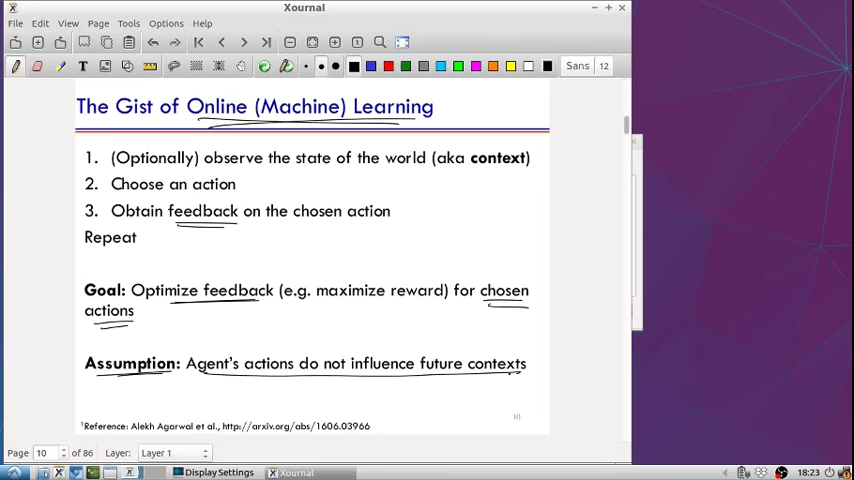 Xournal
File Edit View Page Tools Options Help
Sans 12
The Gist of Online (Machine) Learning
1. (Optionally) observe the state of the world (aka context)
2. Choose an action
3. Obtain feedback on the chosen action
Repeat
Goal: Optimize feedback (e.g. maximize reward) for chosen
actions
Assumption: Agent's actions do not influence future contexts
10
1Reference: Alekh Agarwal et al., http://arxiv.org/abs/1606.03966
Page 10 of 86 Layer: Layer 1
Display Settings Xournal 18:23